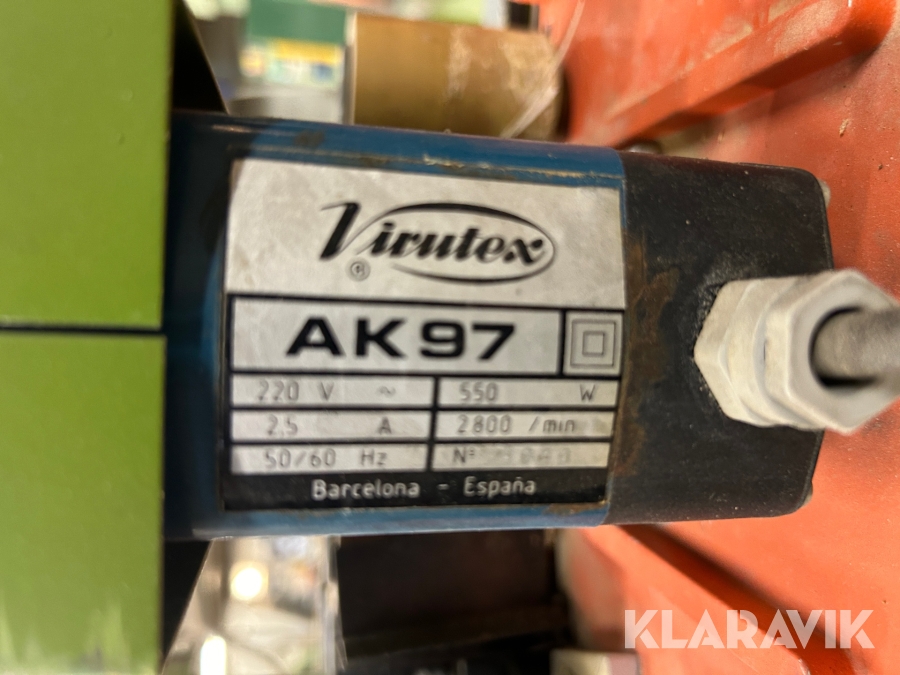 Virutex
©
AK97
220 V ~ 550 W
2,5 A 2800 /min
50/60 Hz Nº
Barcelona - España
KLARAVIK